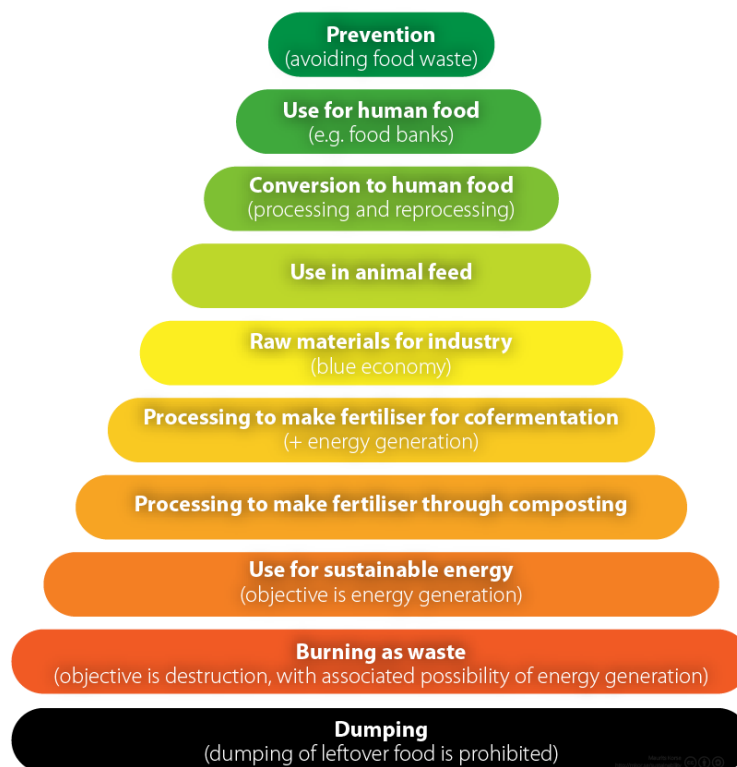 Prevention
(avoiding food waste)
Use for human food
(e.g. food banks)
Conversion to human food
(processing and reprocessing)
Use in animal feed
Raw materials for industry
(blue economy)
Processing to make fertiliser for cofermentation
(+ energy generation)
Processing to make fertiliser through composting
Use for sustainable energy
(objective is energy generation)
Burning as waste
(objective is destruction, with associated possibility of energy generation)
Dumping
(dumping of leftover food is prohibited)